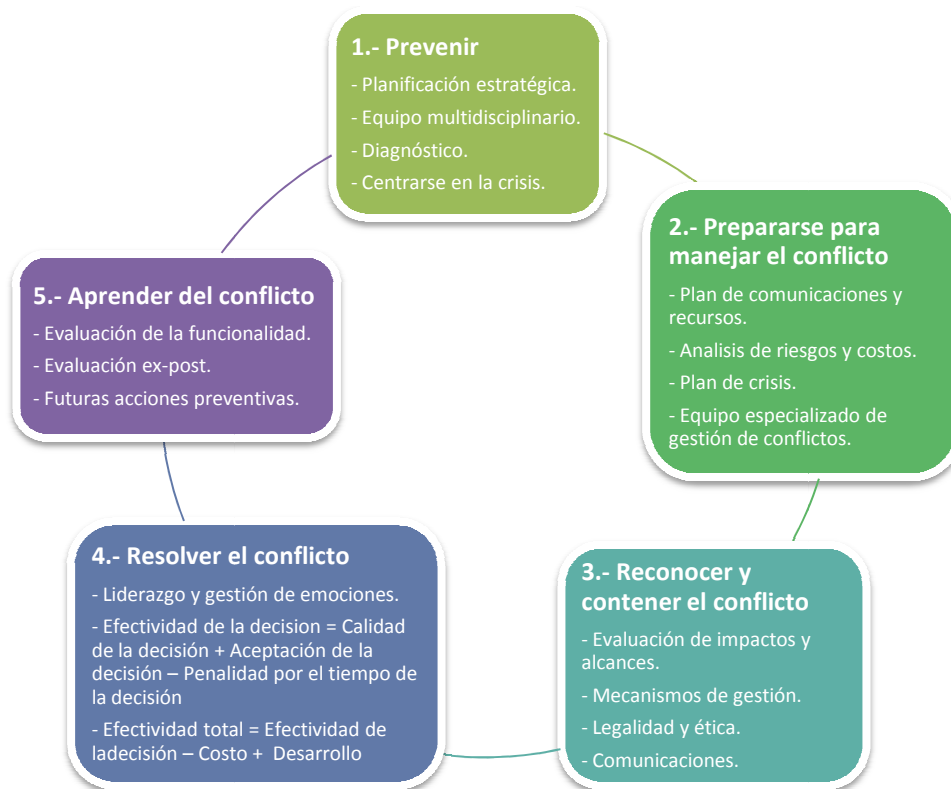 1.- Prevenir
- Planificación estratégica.
- Equipo multidisciplinario.
- Diagnóstico.
- Centrarse en la crisis.
2.- Prepararse para
manejar el conflicto
- Plan de comunicaciones y
recursos.
- Analisis de riesgos y costos.
- Plan de crisis.
- Equipo especializado de
gestión de conflictos.
3.- Reconocer y
contener el conflicto
- Evaluación de impactos y
alcances.
- Mecanismos de gestión.
- Legalidad y ética.
- Comunicaciones.
4.- Resolver el conflicto
- Liderazgo y gestión de emociones.
- Efectividad de la decision = Calidad
de la decisión + Aceptación de la
decisión – Penalidad por el tiempo de
la decisión
- Efectividad total = Efectividad de
ladecisión – Costo +  Desarrollo
5.- Aprender del conflicto
- Evaluación de la funcionalidad.
- Evaluación ex-post.
- Futuras acciones preventivas.